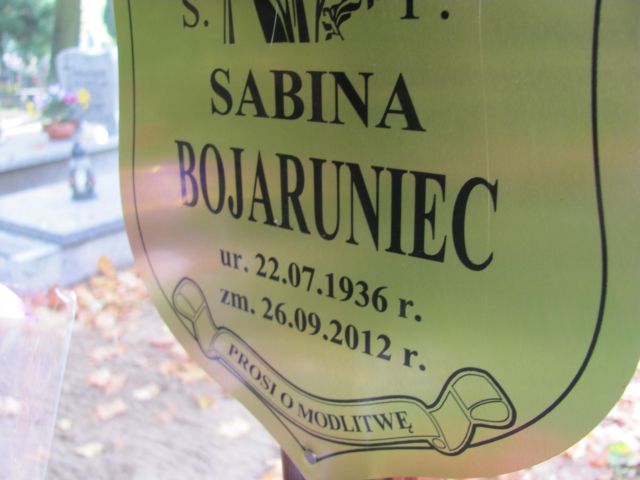 Ś. P.
SABINA
BOJARUNIEC
ur. 22.07.1936 r.
zm. 26.09.2012 r.
PROSI O MODLITWĘ